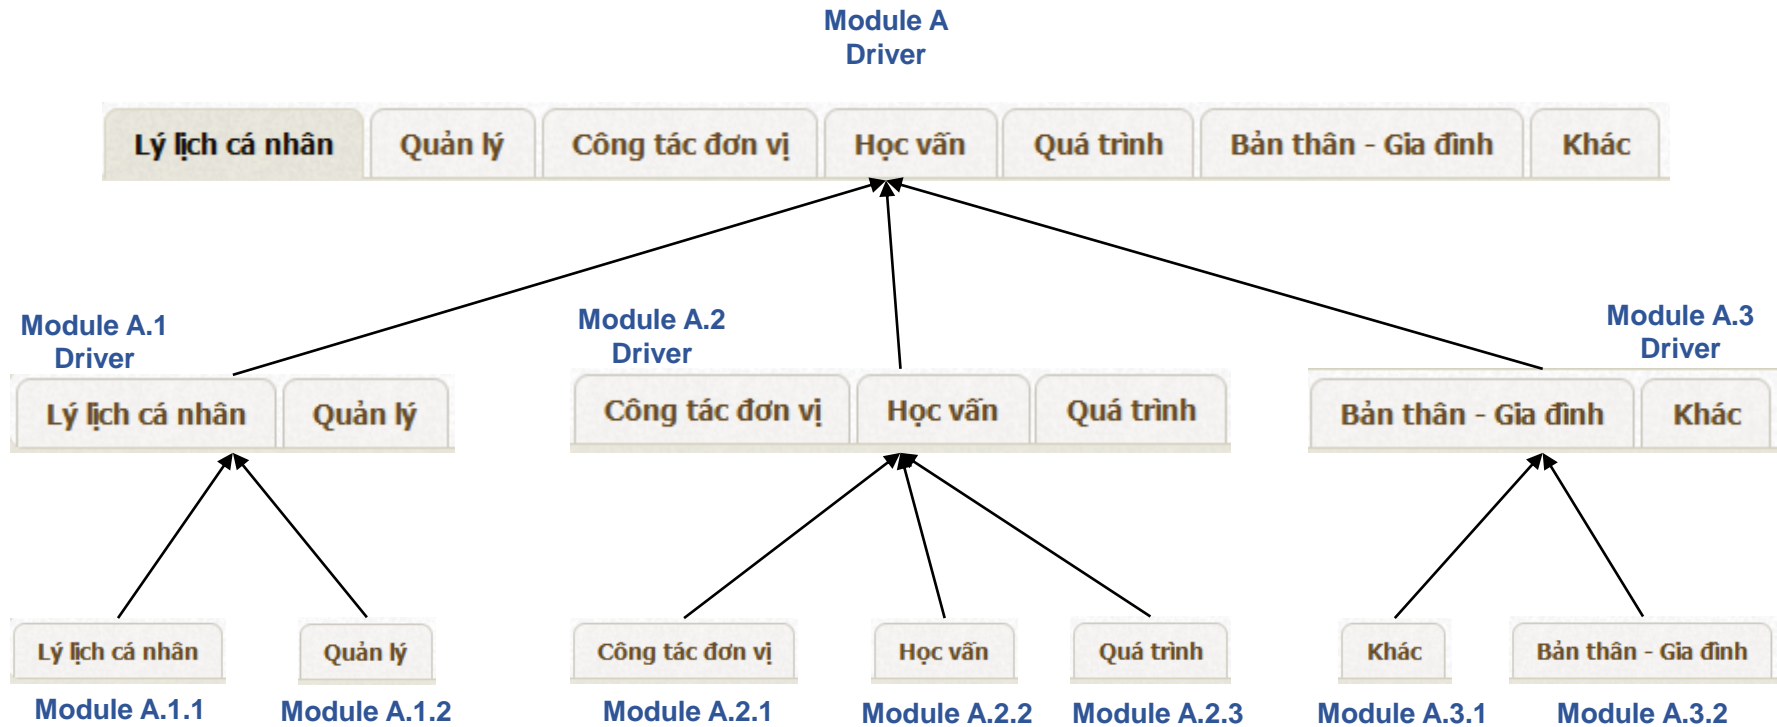 Module A
Driver
Lý lịch cá nhân Quản lý Công tác đơn vị Học vấn Quá trình Bản thân - Gia đình Khác
Module A.1
Driver
Module A.2
Driver
Module A.3
Driver
Lý lịch cá nhân Quản lý
Công tác đơn vị Học vấn Quá trình
Bản thân - Gia đình Khác
Lý lịch cá nhân
Quản lý
Công tác đơn vị
Học vấn
Quá trình
Khác
Bản thân - Gia đình
Module A.1.1
Module A.1.2
Module A.2.1
Module A.2.2
Module A.2.3
Module A.3.1
Module A.3.2